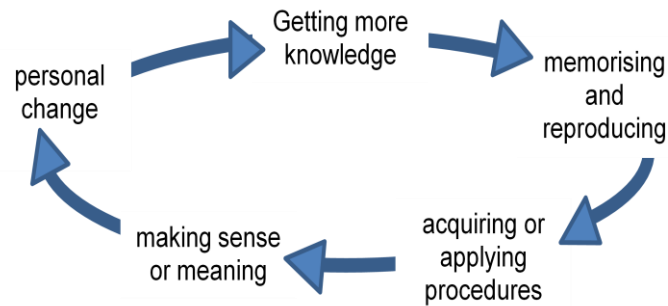 Getting more
knowledge
memorising
and
reproducing
acquiring or
applying
procedures
making sense
or meaning
personal
change